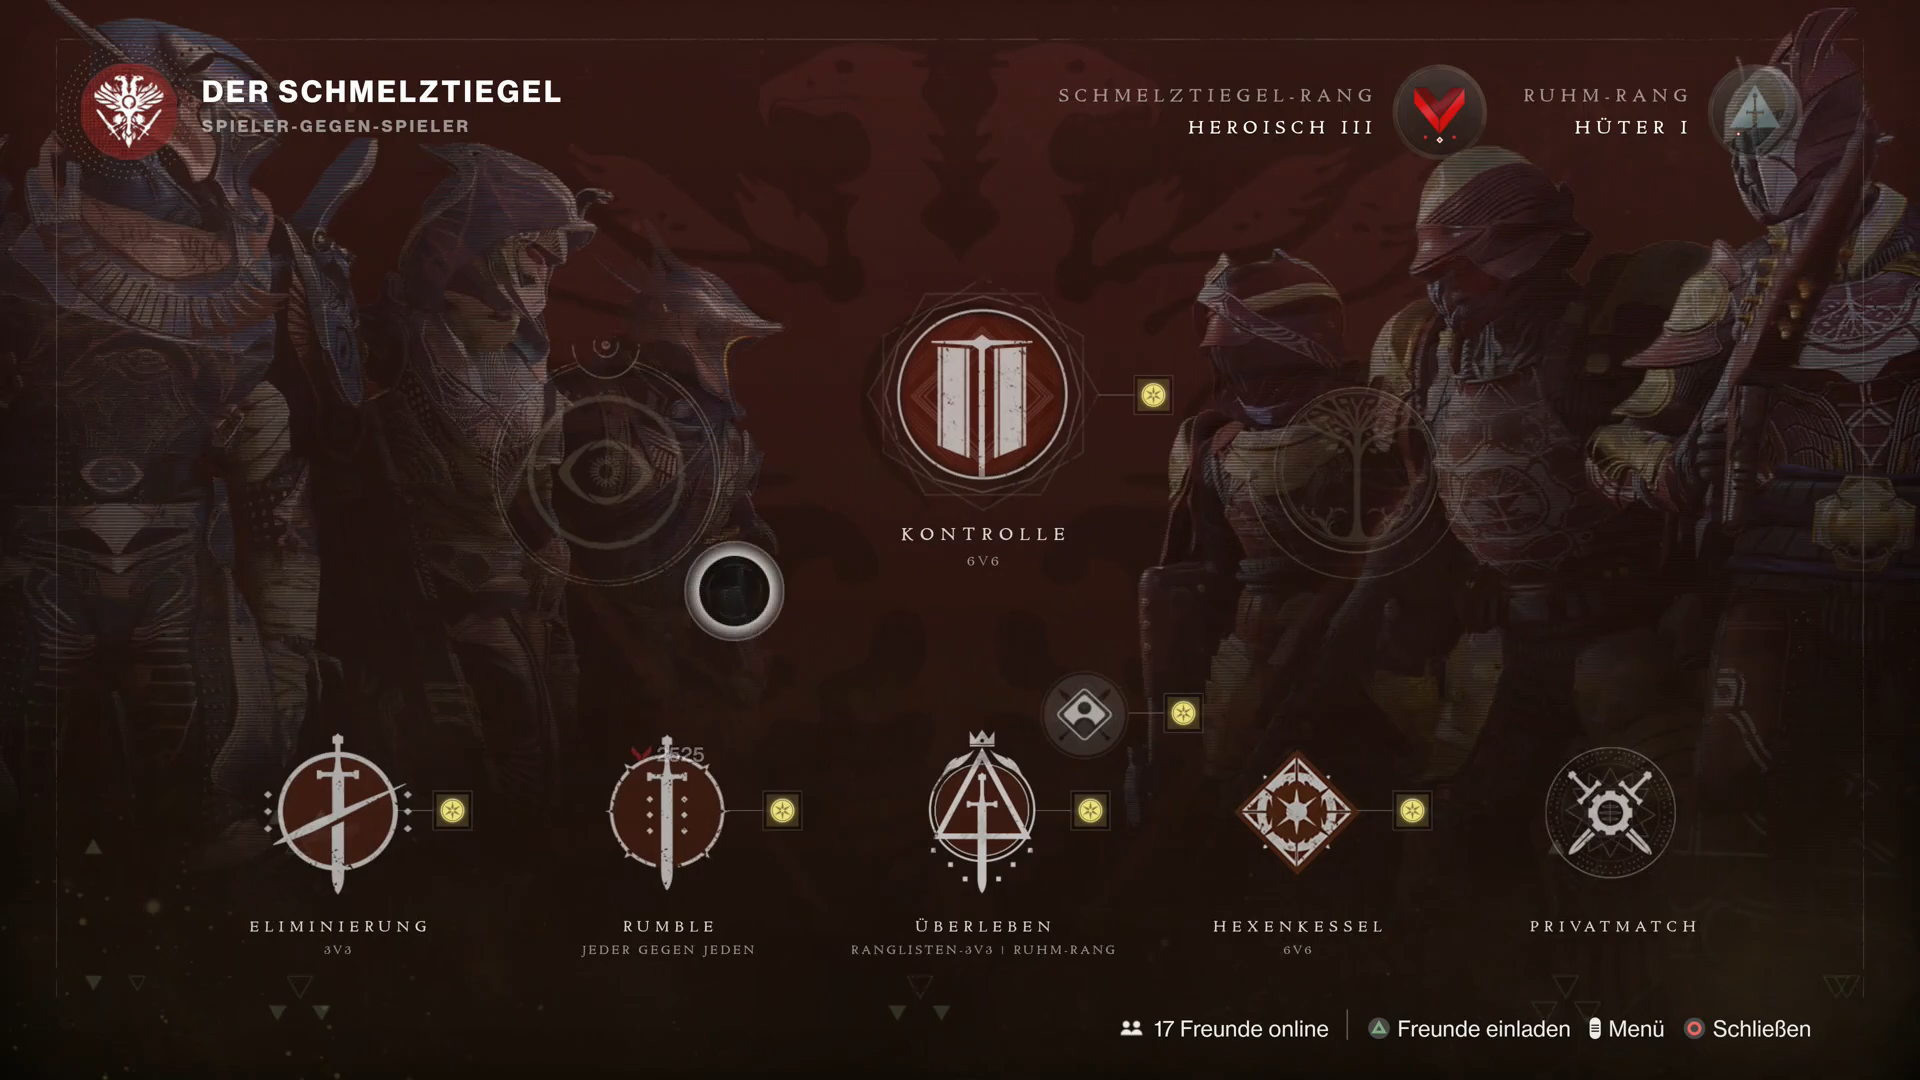 DER SCHMELZTIEGEL
SPIELER-GEGEN-SPIELER
SCHMELZTIEGEL-RANG
HEROISCH III
RUHM-RANG
HÜTER I
KONTROLLE
6V6
2525
ELIMINIERUNG
3V3
RUMBLE
JEDER GEGEN JEDEN
ÜBERLEBEN
RANGLISTEN-3V3 | RUHM-RANG
HEXENKESSEL
6V6
PRIVATMATCH
17 Freunde online
Freunde einladen
Menü
Schließen